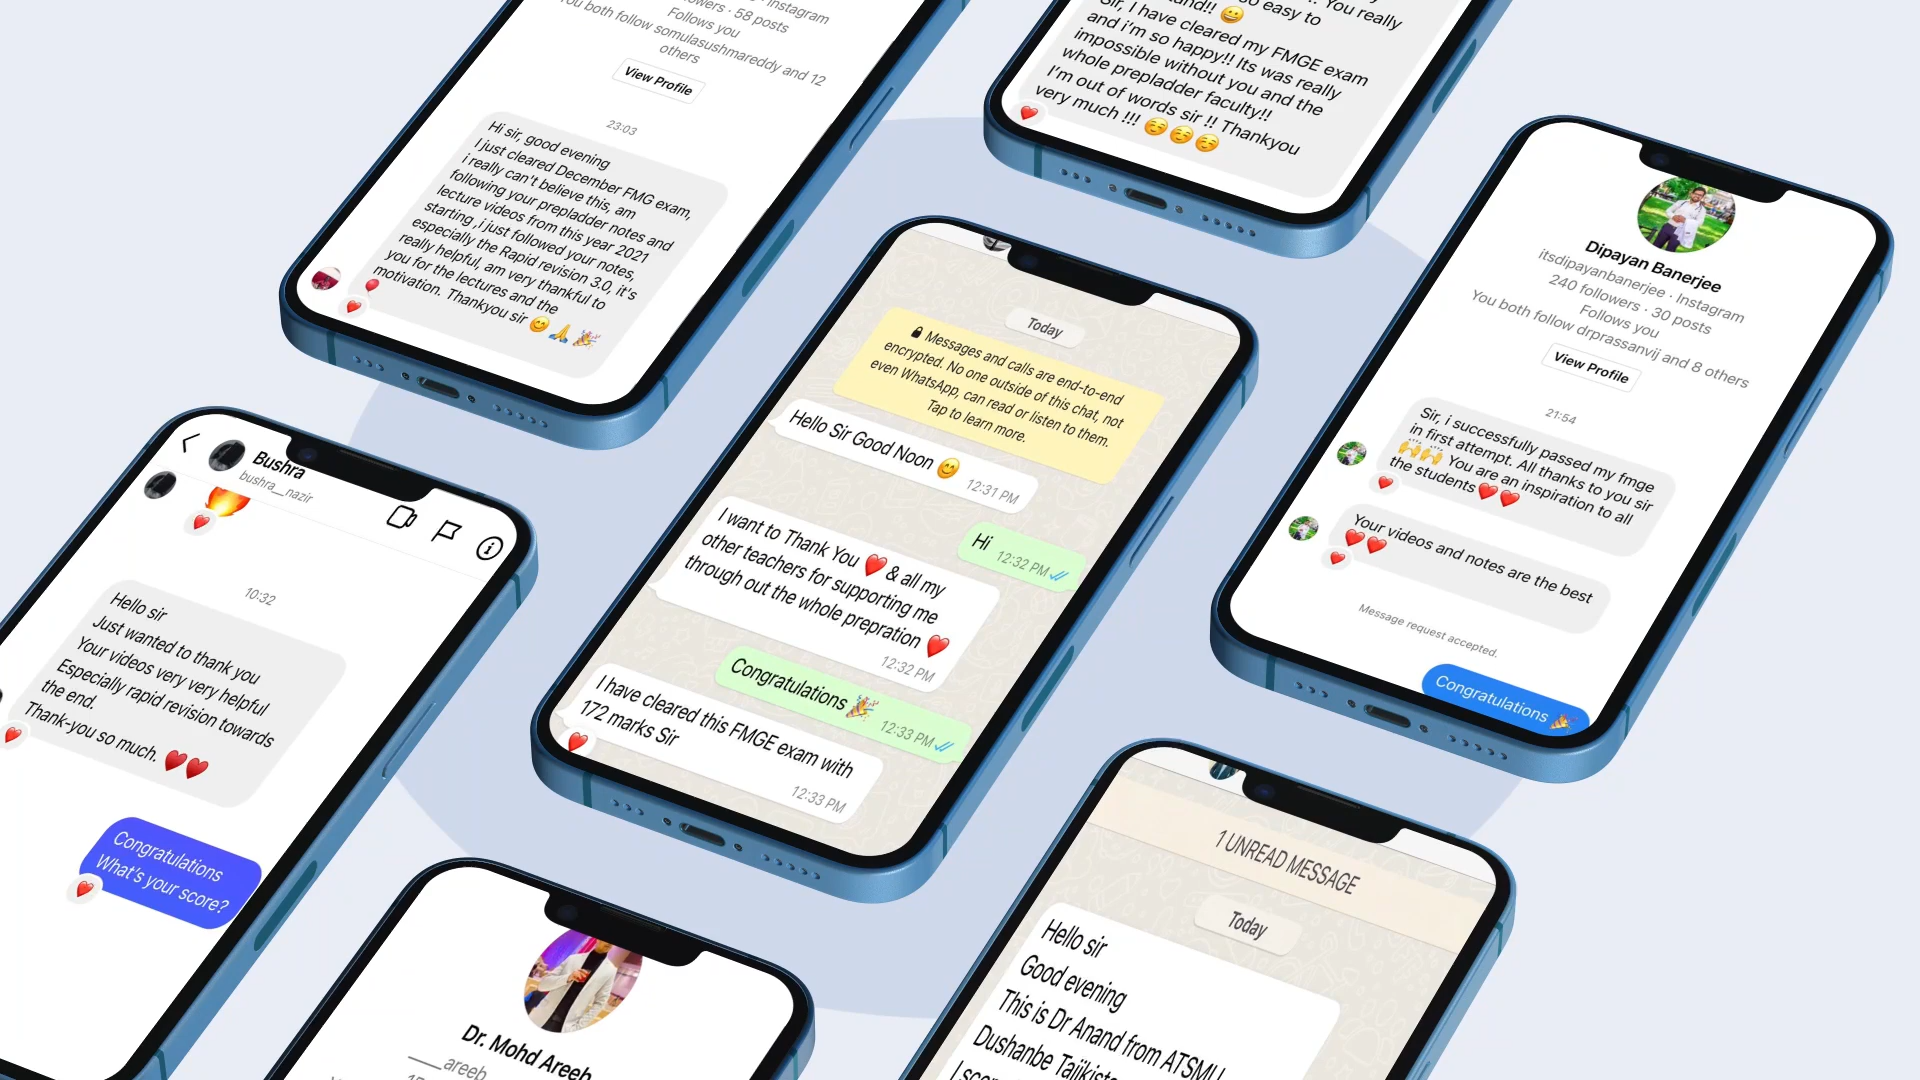 · Instagram
owers · 58 posts
Follows you
You both follow somulasushmareddy and 12
others
View Profile
23:03
Hi sir, good evening
I just cleared December FMG exam,
i really can't believe this, am
following your prepladder notes and
lecture videos from this year 2021
starting ,i just followed your notes,
especially the Rapid revision 3.0, it's
really helpful, am very thankful to
you for the lectures and the
motivation. Thankyou sir 😊🙏🎉
You really
so easy to
Sir, I have cleared my FMGE exam
and i'm so happy!! Its was really
impossible without you and the
whole prepladder faculty!!
I'm out of words sir !! Thankyou
very much !!! ☺️☺️☺️
Dipayan Banerjee
itsdipayanbanerjee · Instagram
240 followers · 30 posts
Follows you
You both follow drprassanvij and 8 others
View Profile
21:54
Sir, i successfully passed my fmge
in first attempt. All thanks to you sir
🙌🙌 You are an inspiration to all
the students❤️❤️
Your videos and notes are the best
❤️❤️
Message request accepted.
Congratulations 🎉
Today
🔒 Messages and calls are end-to-end
encrypted. No one outside of this chat, not
even WhatsApp, can read or listen to them.
Tap to learn more.
Hello Sir Good Noon 😊
12:31 PM
Hi
12:32 PM
I want to Thank You ❤️ & all my
other teachers for supporting me
through out the whole prepration ❤️
12:32 PM
Congratulations 🎉
12:33 PM
I have cleared this FMGE exam with
172 marks Sir
12:33 PM
Bushra
bushra__nazir
10:32
Hello sir
Just wanted to thank you
Your videos very very helpful
Especially rapid revision towards
the end.
Thank-you so much. ❤️❤️
Congratulations
What's your score?
Dr. Mohd Areeb
areeb
1 UNREAD MESSAGE
Today
Hello sir
Good evening
This is Dr Anand from ATSMU
Dushanbe Tajikista